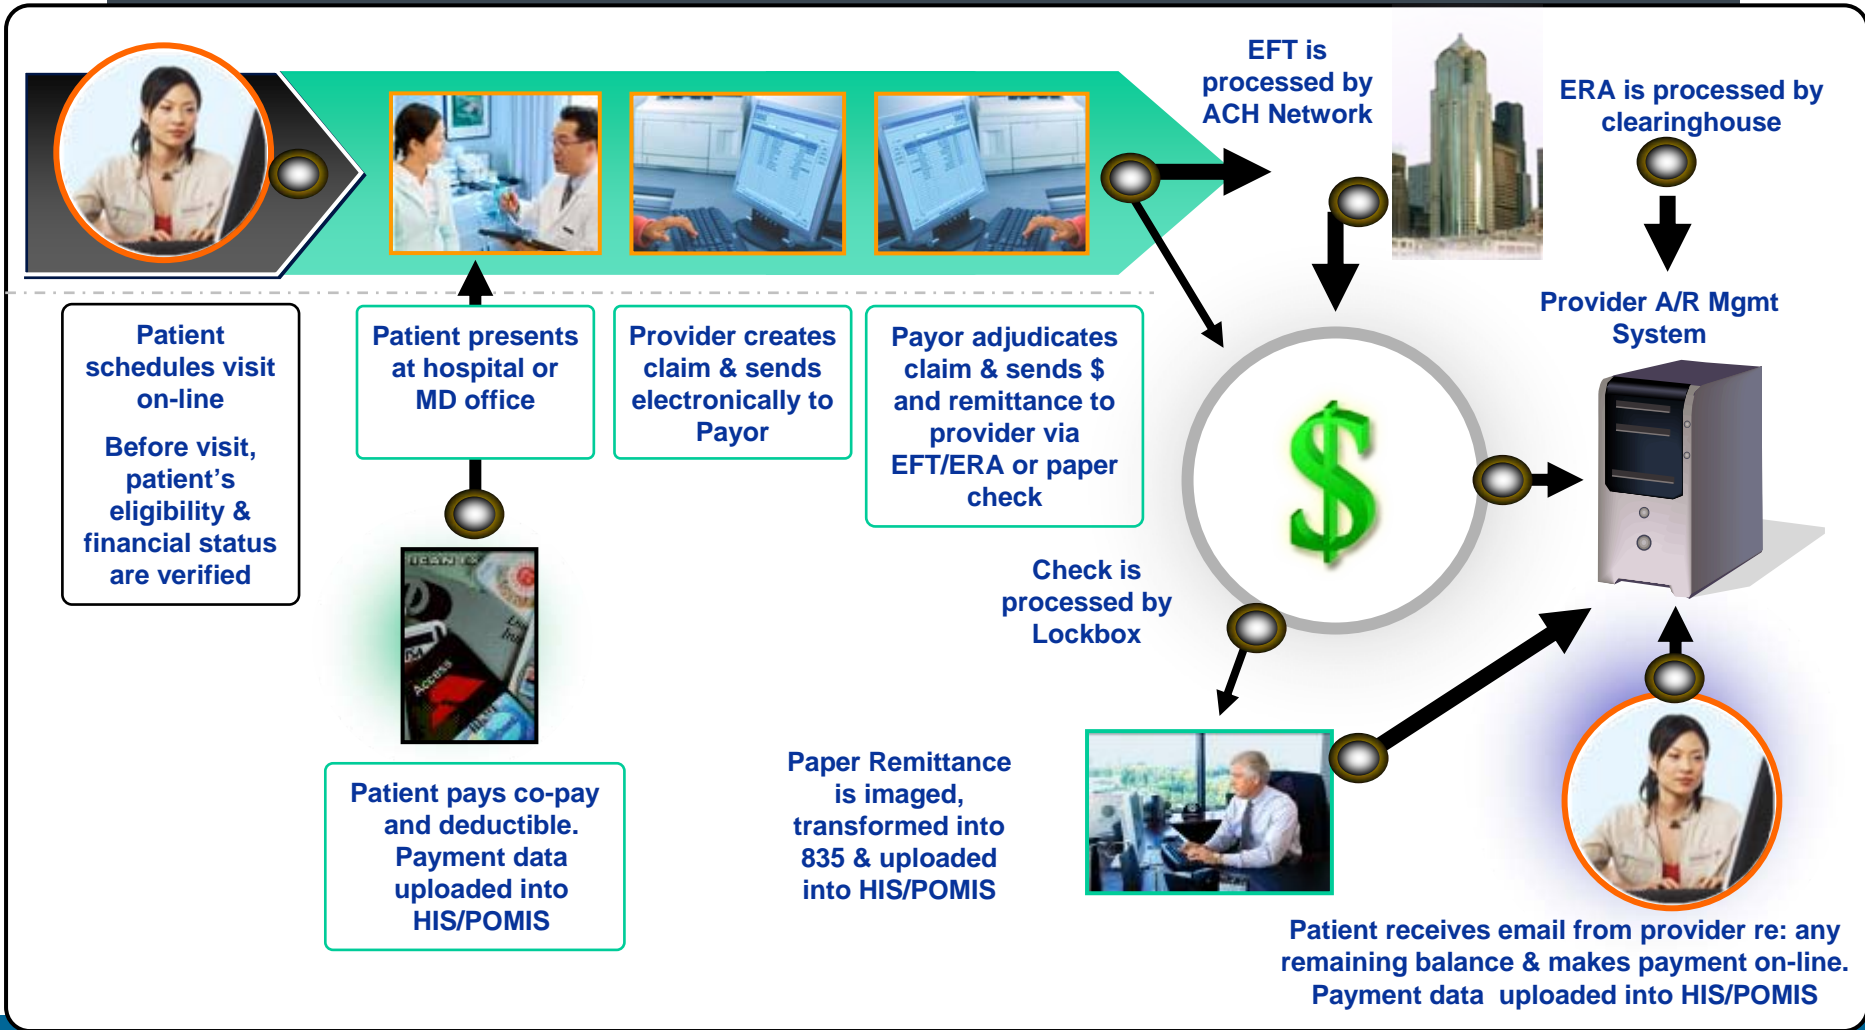 EFT is
processed by
ACH Network
ERA is processed by
clearinghouse
Patient
schedules visit
on-line
Before visit,
patient’s
eligibility &
financial status
are verified
Patient presents
at hospital or
MD office
Provider creates
claim & sends
electronically to
Payor
Payor adjudicates
claim & sends $
and remittance to
provider via
EFT/ERA or paper
check
Provider A/R Mgmt
System
$
Check is
processed by
Lockbox
Access
Patient pays co-pay
and deductible.
Payment data
uploaded into
HIS/POMIS
Paper Remittance
is imaged,
transformed into
835 & uploaded
into HIS/POMIS
Patient receives email from provider re: any
remaining balance & makes payment on-line.
Payment data  uploaded into HIS/POMIS